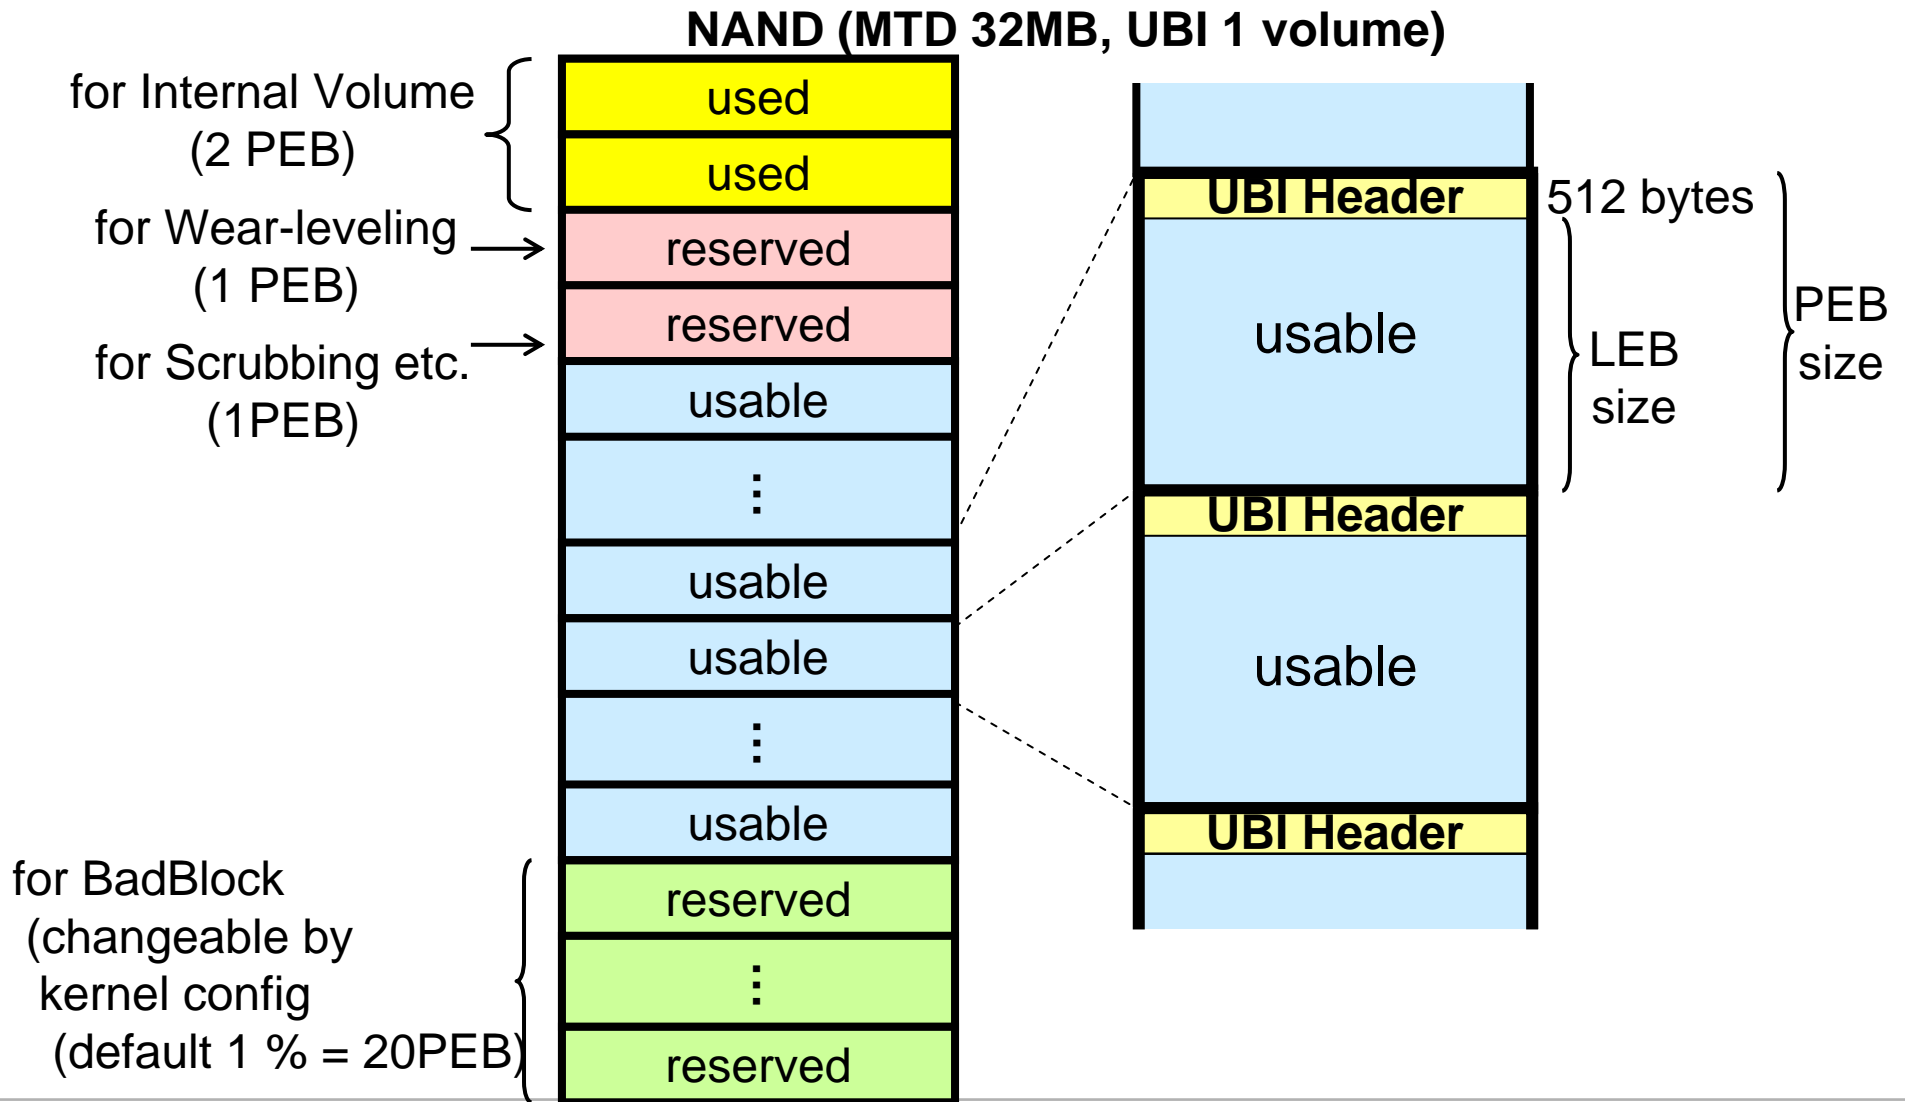 NAND (MTD 32MB, UBI 1 volume)
for Internal Volume
(2 PEB)
for Wear-leveling
(1 PEB)
for Scrubbing etc.
(1PEB)
for BadBlock
(changeable by
kernel config
(default 1 % = 20PEB)
used
used
reserved
reserved
usable
⋮
usable
usable
⋮
usable
reserved
⋮
reserved
UBI Header
usable
UBI Header
usable
UBI Header
512 bytes
LEB
size
PEB
size